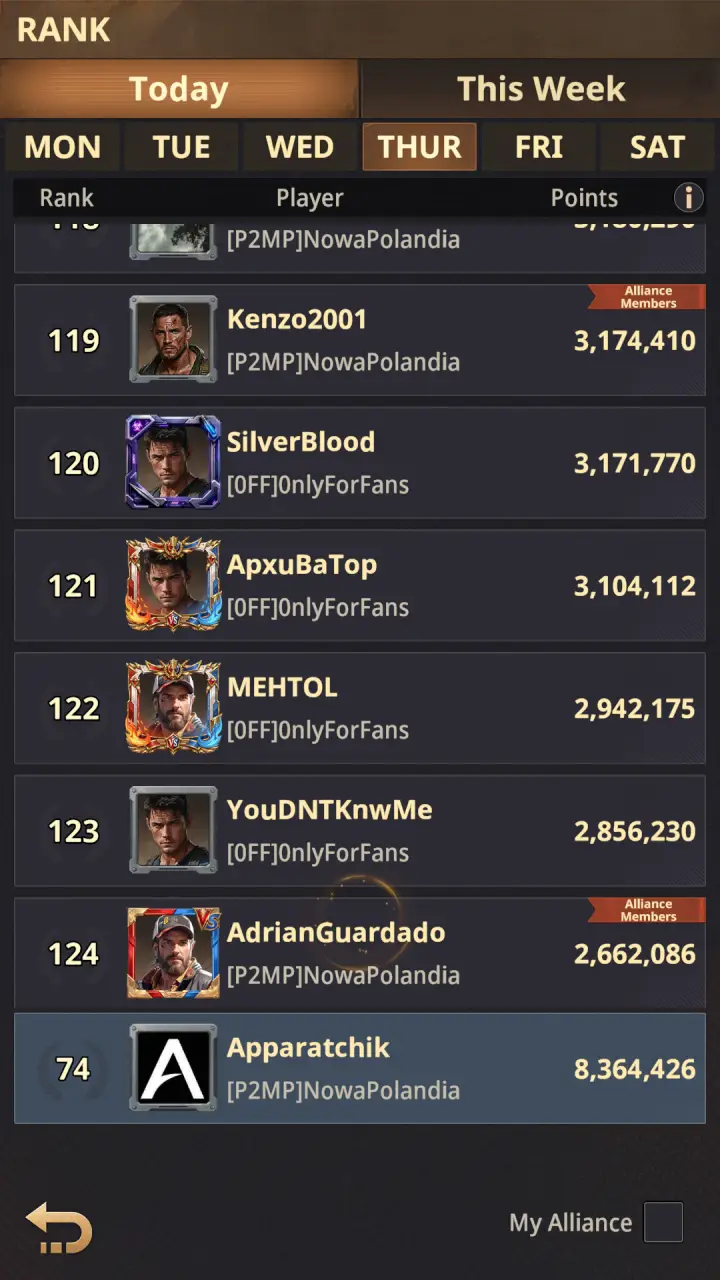 RANK
Today
This Week
MON
TUE
WED
THUR
FRI
SAT
Rank
Player
Points
i
[P2MP]NowaPolandia
Alliance
Members
119
Kenzo2001
[P2MP]NowaPolandia
3,174,410
120
SilverBlood
[0FF]0nlyForFans
3,171,770
121
ApxuBaTop
[0FF]0nlyForFans
3,104,112
122
MEHTOL
[0FF]0nlyForFans
2,942,175
123
YouDNTKnwMe
[0FF]0nlyForFans
2,856,230
Alliance
Members
124
AdrianGuardado
[P2MP]NowaPolandia
2,662,086
74
A
Apparatchik
[P2MP]NowaPolandia
8,364,426
My Alliance